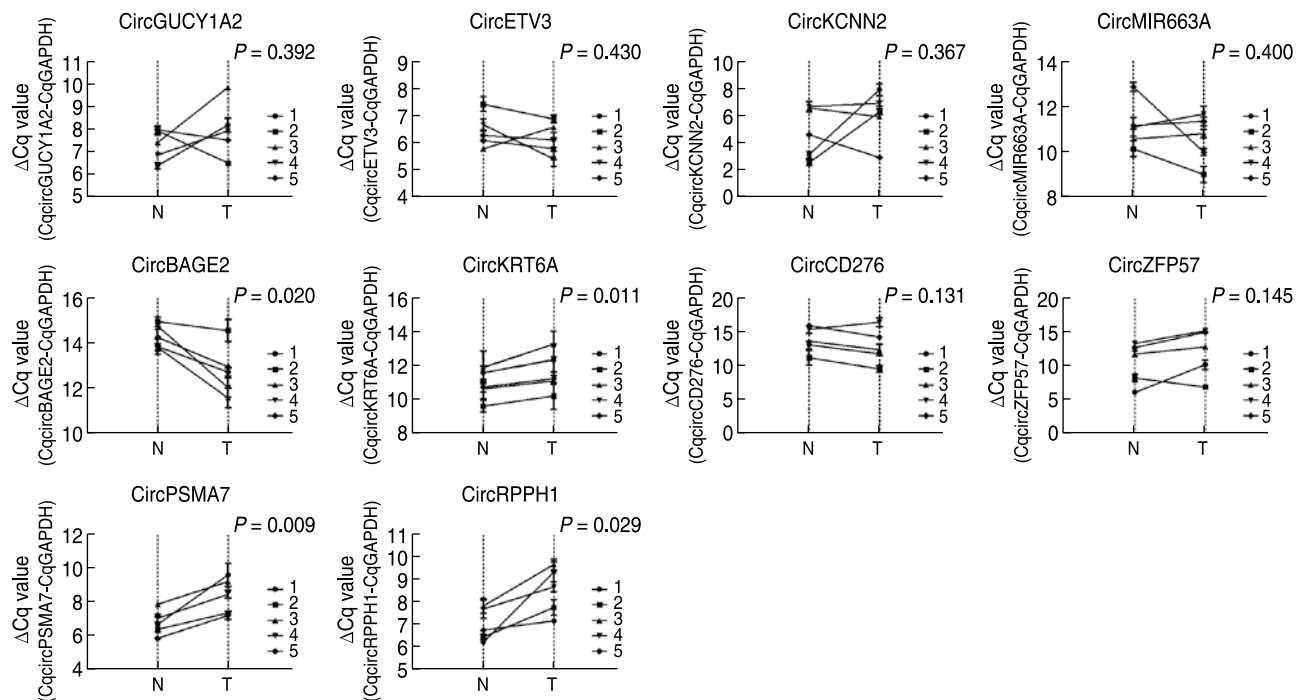 CircGUCY1A2
P = 0.392
ΔCq value
(CqcircGUCY1A2-CqGAPDH)
11
10
9
8
7
6
5
N
T
1
2
3
4
5
CircETV3
P = 0.430
ΔCq value
(CqcircETV3-CqGAPDH)
9
8
7
6
5
4
N
T
1
2
3
4
5
CircKCNN2
P = 0.367
ΔCq value
(CqcircKCNN2-CqGAPDH)
10
8
6
4
2
0
N
T
1
2
3
4
5
CircMIR663A
P = 0.400
ΔCq value
(CqcircMIR663A-CqGAPDH)
14
12
10
8
N
T
1
2
3
4
5
CircBAGE2
P = 0.020
ΔCq value
(CqcircBAGE2-CqGAPDH)
16
14
12
10
N
T
1
2
3
4
5
CircKRT6A
P = 0.011
ΔCq value
(CqcircKRT6A-CqGAPDH)
16
14
12
10
8
N
T
1
2
3
4
5
CircCD276
P = 0.131
ΔCq value
(CqcircCD276-CqGAPDH)
20
15
10
5
0
N
T
1
2
3
4
5
CircZFP57
P = 0.145
ΔCq value
(CqcircZFP57-CqGAPDH)
20
15
10
5
0
N
T
1
2
3
4
5
CircPSMA7
P = 0.009
ΔCq value
(CqcircPSMA7-CqGAPDH)
12
10
8
6
4
N
T
1
2
3
4
5
CircRPPH1
P = 0.029
ΔCq value
(CqcircRPPH1-CqGAPDH)
11
10
9
8
7
6
5
N
T
1
2
3
4
5